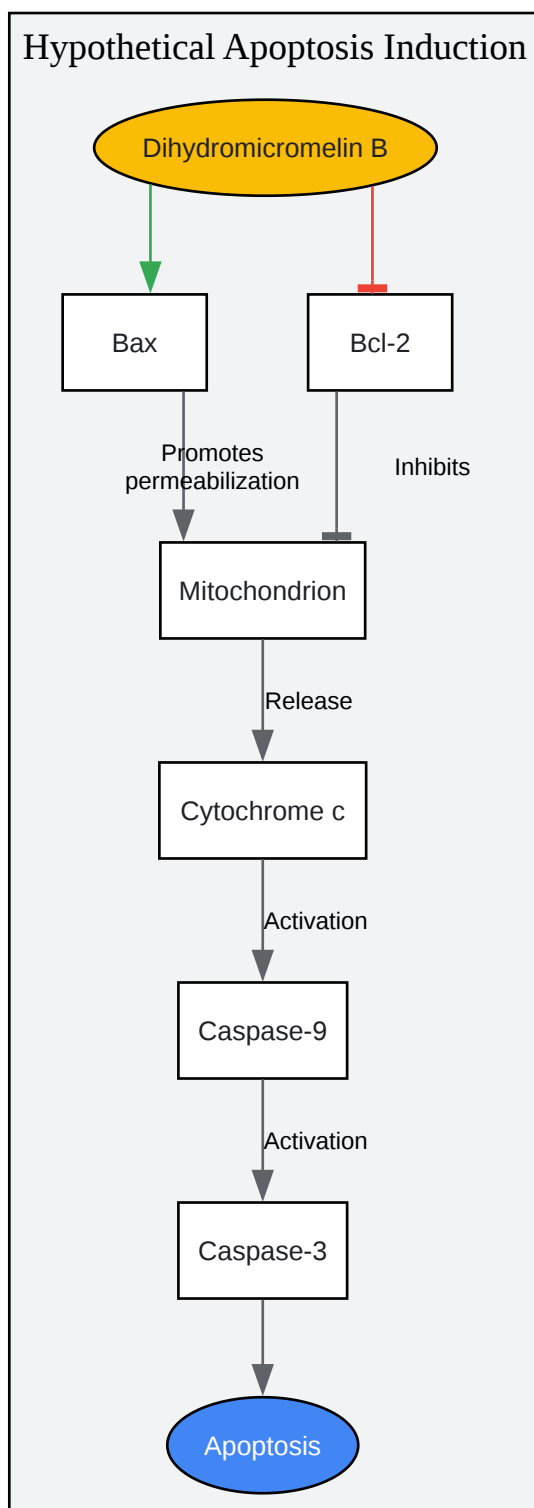 Hypothetical Apoptosis Induction
Dihydromicromelin B
Bax
Bcl-2
Promotes
permeabilization
Inhibits
Mitochondrion
Release
Cytochrome c
Activation
Caspase-9
Activation
Caspase-3
Apoptosis